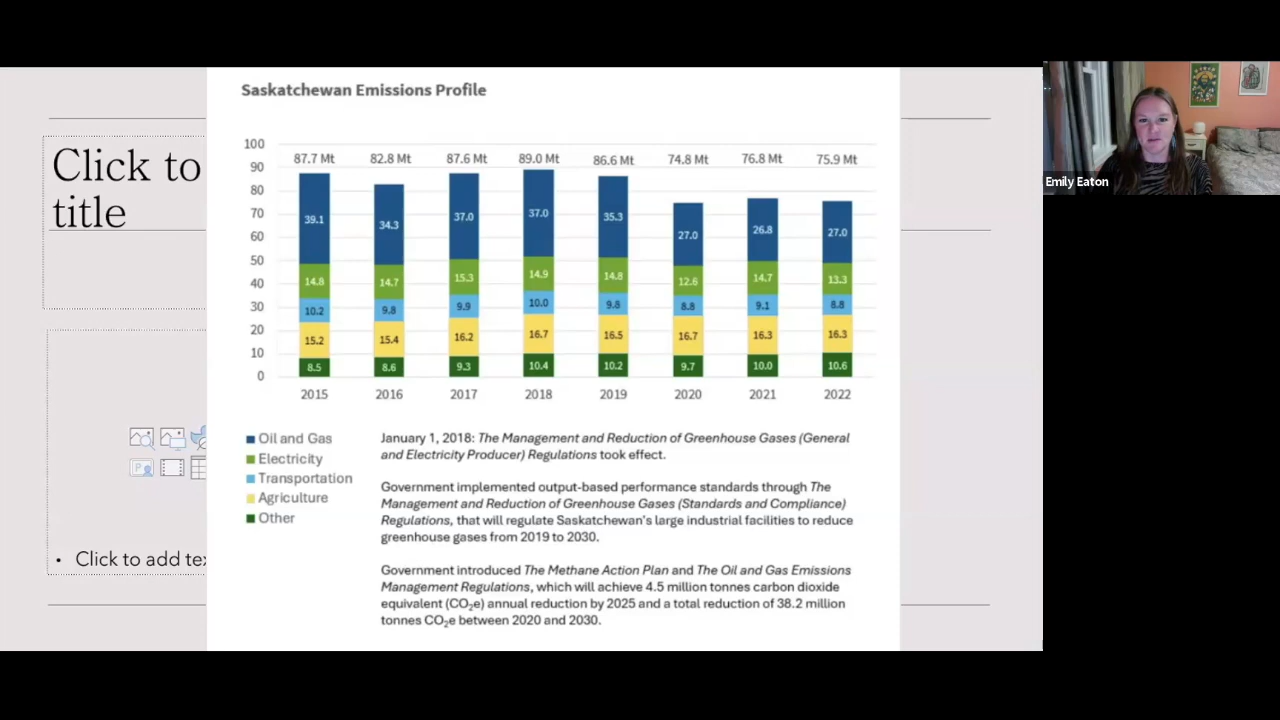 Saskatchewan Emissions Profile
Click to
title
100
90
80
70
60
50
40
30
20
10
0
87.7 Mt
82.8 Mt
87.6 Mt
89.0 Mt
86.6 Mt
74.8 Mt
76.8 Mt
75.9 Mt
39.1
34.3
37.0
37.0
35.3
27.0
26.8
27.0
14.8
14.7
15.3
14.9
14.8
12.6
14.7
13.3
10.2
9.8
9.9
10.0
9.8
8.8
9.1
8.8
15.2
15.4
16.2
16.7
16.5
16.7
16.3
16.3
8.5
8.6
9.3
10.4
10.2
9.7
10.0
10.6
2015
2016
2017
2018
2019
2020
2021
2022
Oil and Gas
Electricity
Transportation
Agriculture
Other
January 1, 2018: The Management and Reduction of Greenhouse Gases (General
and Electricity Producer) Regulations took effect.
Government implemented output-based performance standards through The
Management and Reduction of Greenhouse Gases (Standards and Compliance)
Regulations, that will regulate Saskatchewan's large industrial facilities to reduce
greenhouse gases from 2019 to 2030.
Government introduced The Methane Action Plan and The Oil and Gas Emissions
Management Regulations, which will achieve 4.5 million tonnes carbon dioxide
equivalent (CO₂e) annual reduction by 2025 and a total reduction of 38.2 million
tonnes CO₂e between 2020 and 2030.
• Click to add te
Emily Eaton